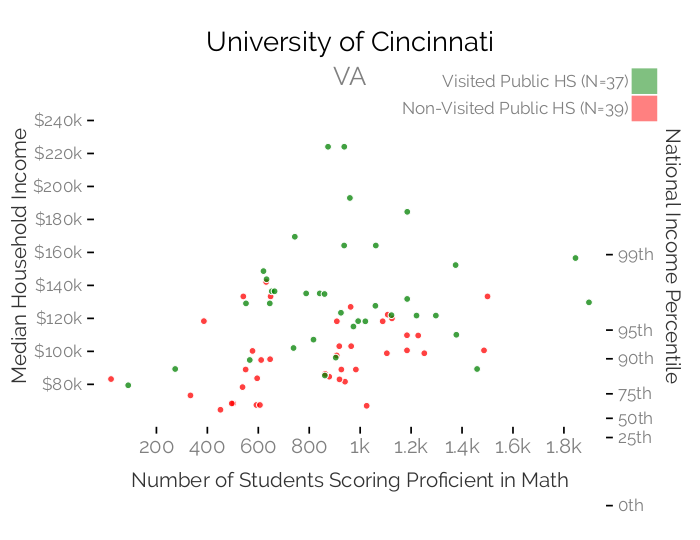 University of Cincinnati
VA
Visited Public HS (N=37)
Non-Visited Public HS (N=39)
$240k
$220k
$200k
$180k
$160k
$140k
$120k
$100k
$80k
Median Household Income
National Income Percentile
99th
95th
90th
75th
50th
25th
0th
200 400 600 800 1k 1.2k 1.4k 1.6k 1.8k
Number of Students Scoring Proficient in Math